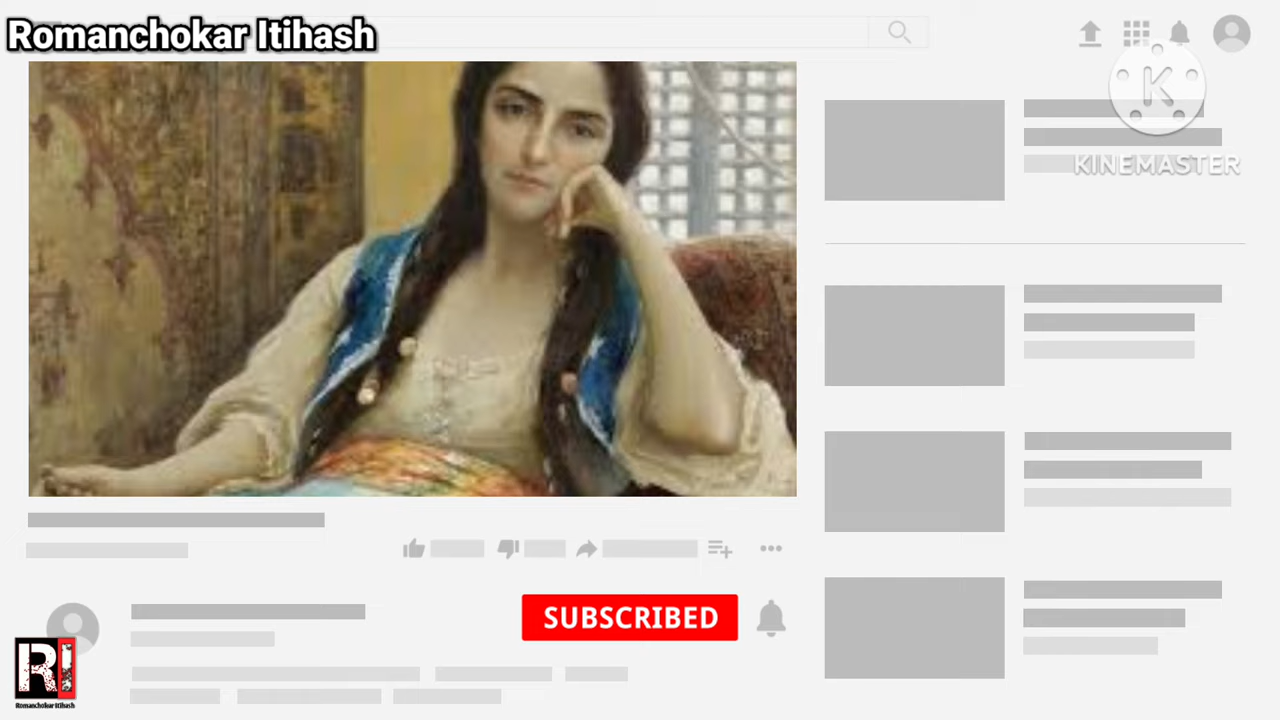 Romanchokar Itihash
K
KINEMASTER
SUBSCRIBED
RI
Romanchokar Itihash